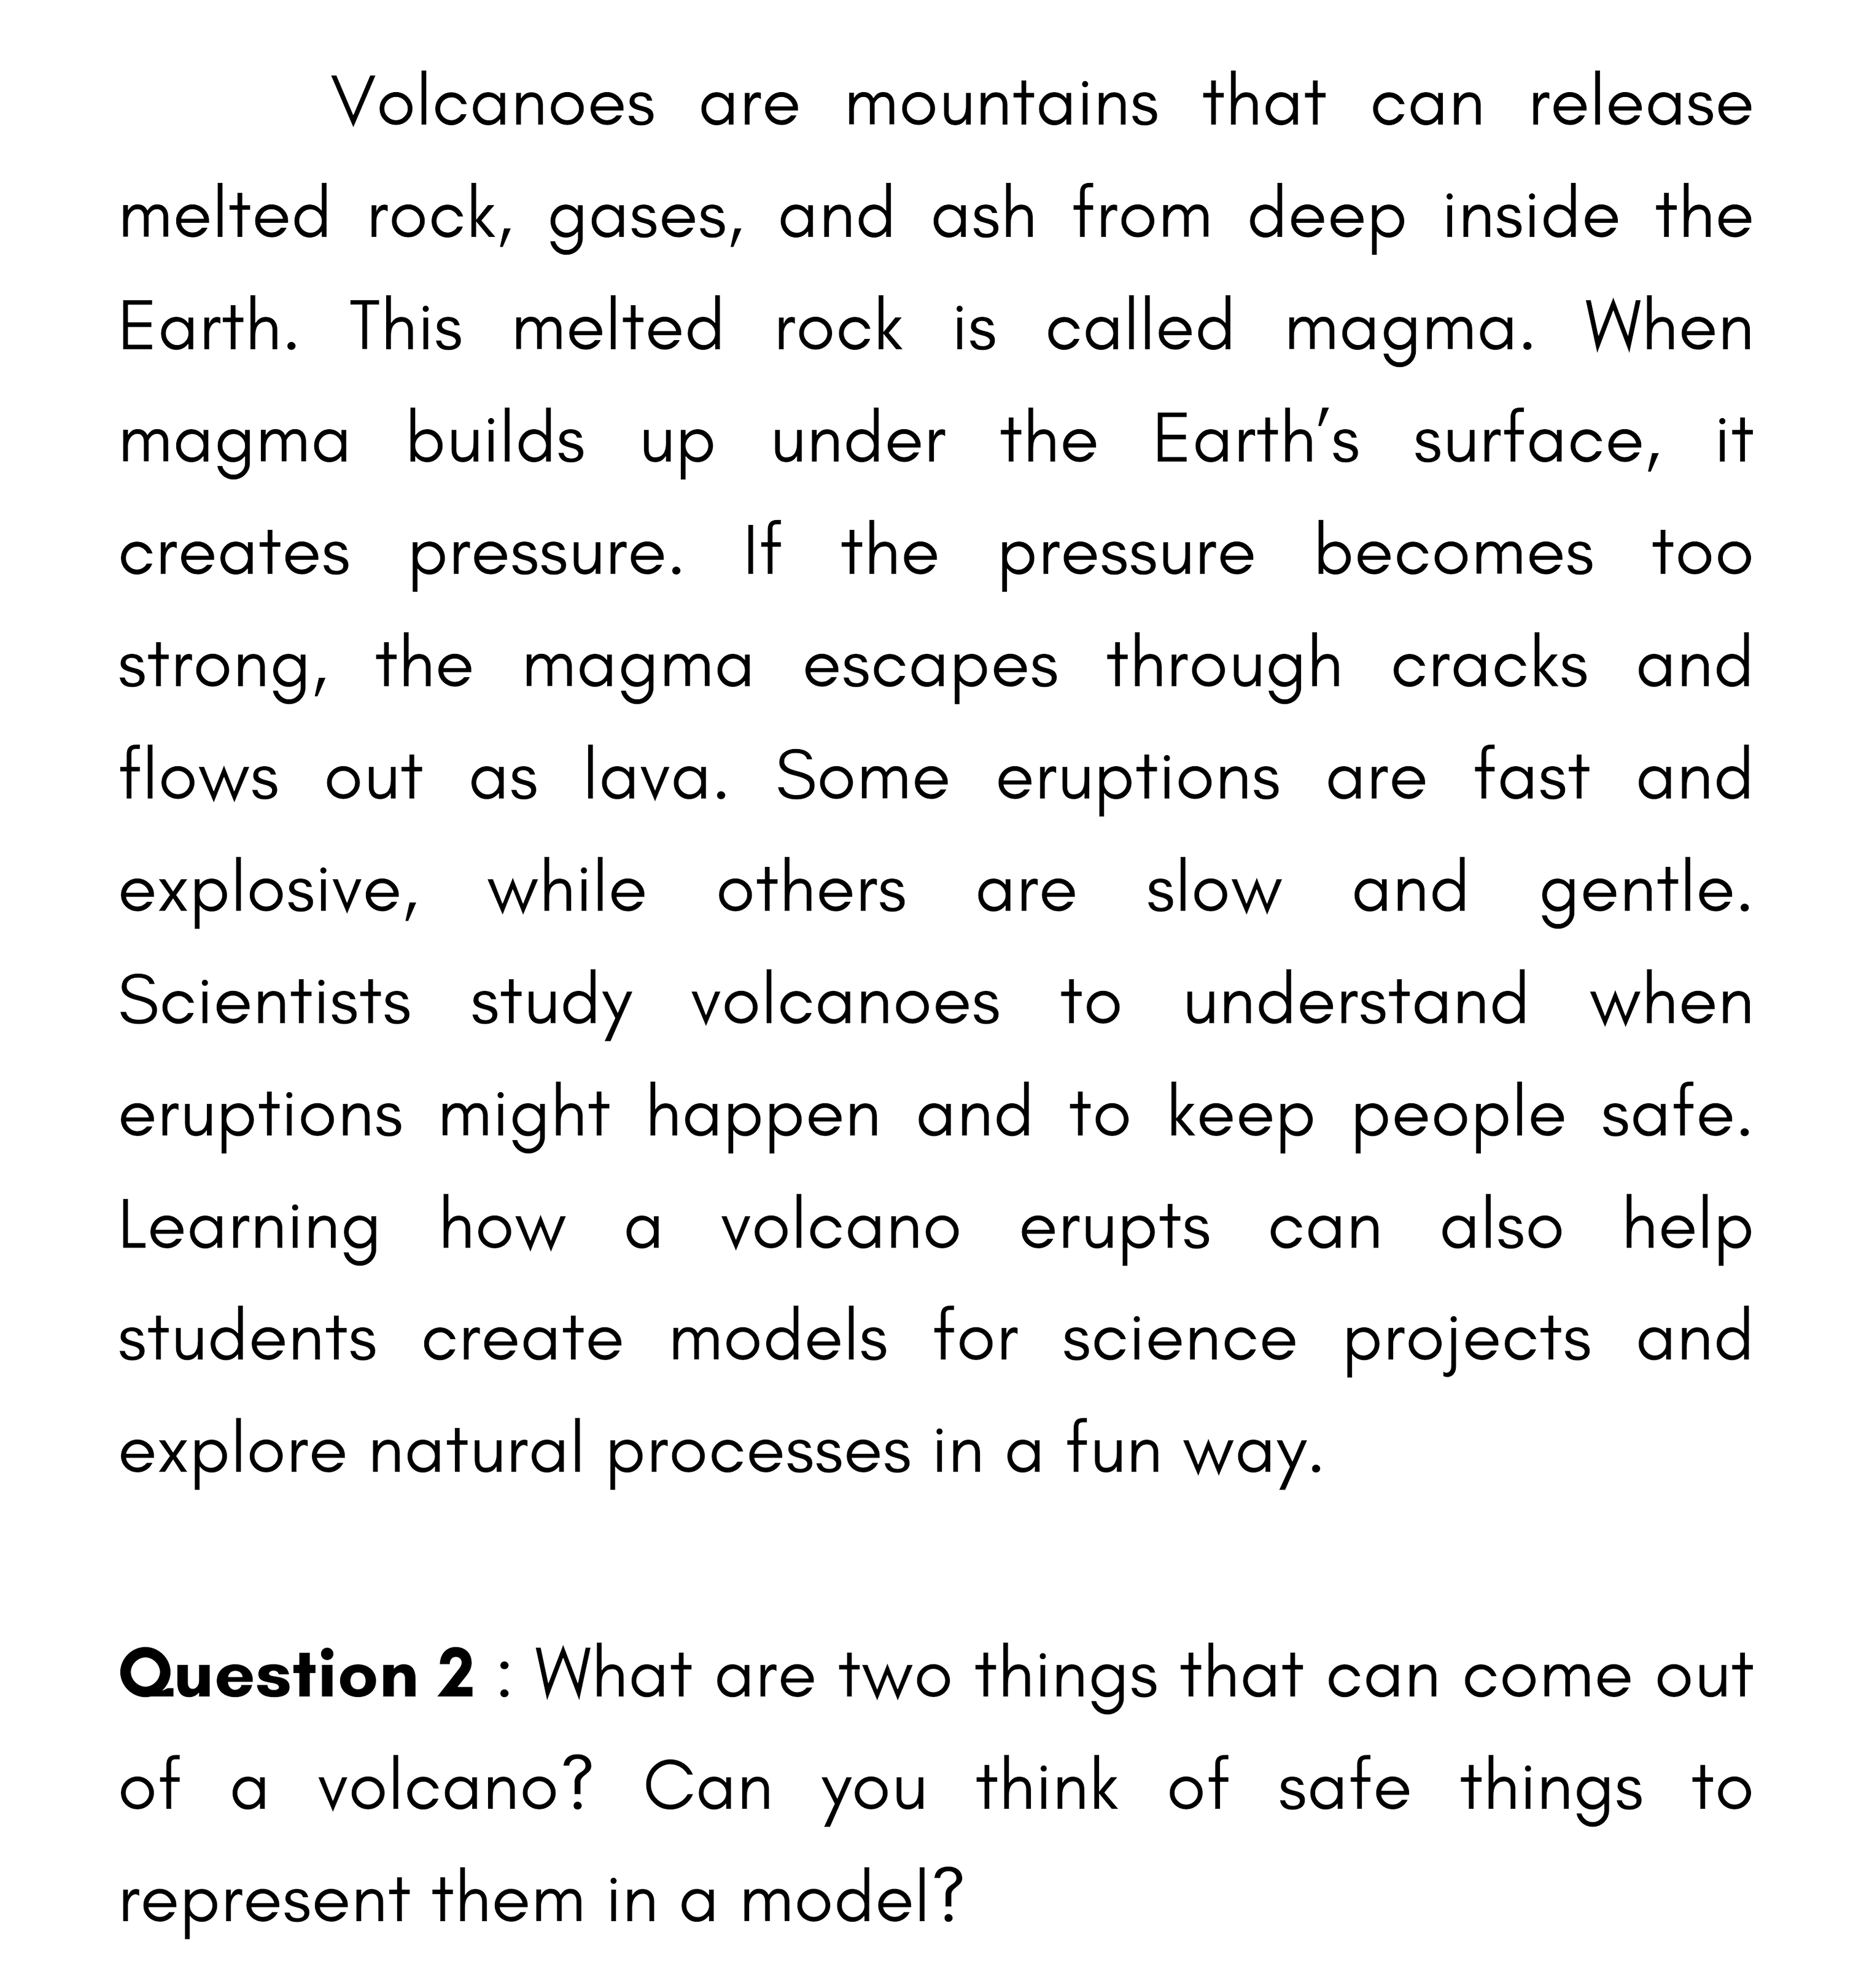 Volcanoes are mountains that can release
melted rock, gases, and ash from deep inside the
Earth. This melted rock is called magma. When
magma builds up under the Earth’s surface, it
creates pressure. If the pressure becomes too
strong, the magma escapes through cracks and
flows out as lava. Some eruptions are fast and
explosive, while others are slow and gentle.
Scientists study volcanoes to understand when
eruptions might happen and to keep people safe.
Learning how a volcano erupts can also help
students create models for science projects and
explore natural processes in a fun way.
Question 2 : What are two things that can come out
of a volcano? Can you think of safe things to
represent them in a model?